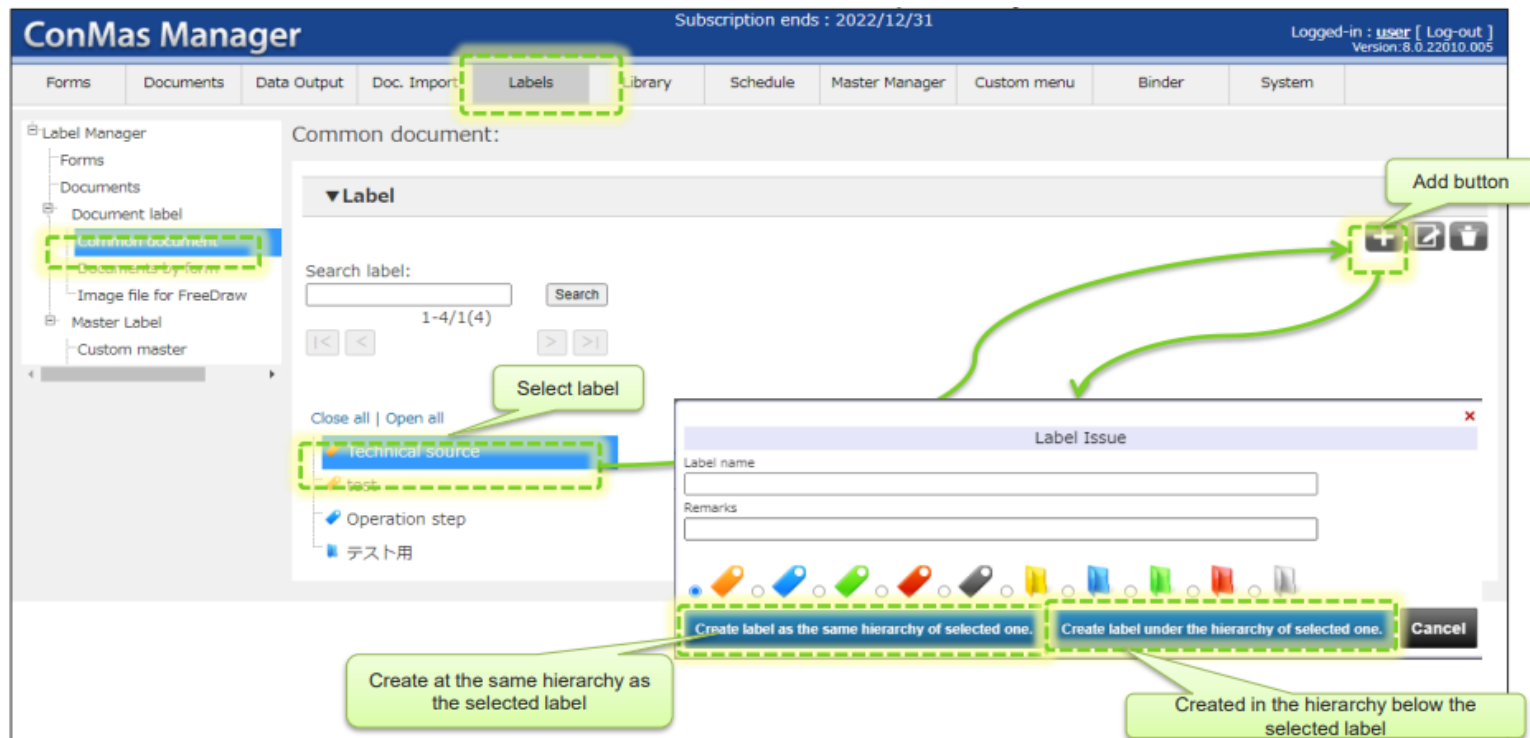 Subscription ends : 2022/12/31
ConMas Manager
Logged-in : user [ Log-out ]
Version:8.0.22010.005
Forms Documents Data Output Doc. Import Labels Library Schedule Master Manager Custom menu Binder System
Label Manager
Forms
Documents
Document label
Common document
Documents by form
Image file for FreeDraw
Master Label
Custom master
Common document:
▼Label
Add button
Search label:
Search
1-4/1(4)
|< < > >|
Select label
Close all | Open all
Technical source
test
Operation step
テスト用
×
Label Issue
Label name
Remarks
Create label as the same hierarchy of selected one. Create label under the hierarchy of selected one. Cancel
Create at the same hierarchy as
the selected label
Created in the hierarchy below the
selected label